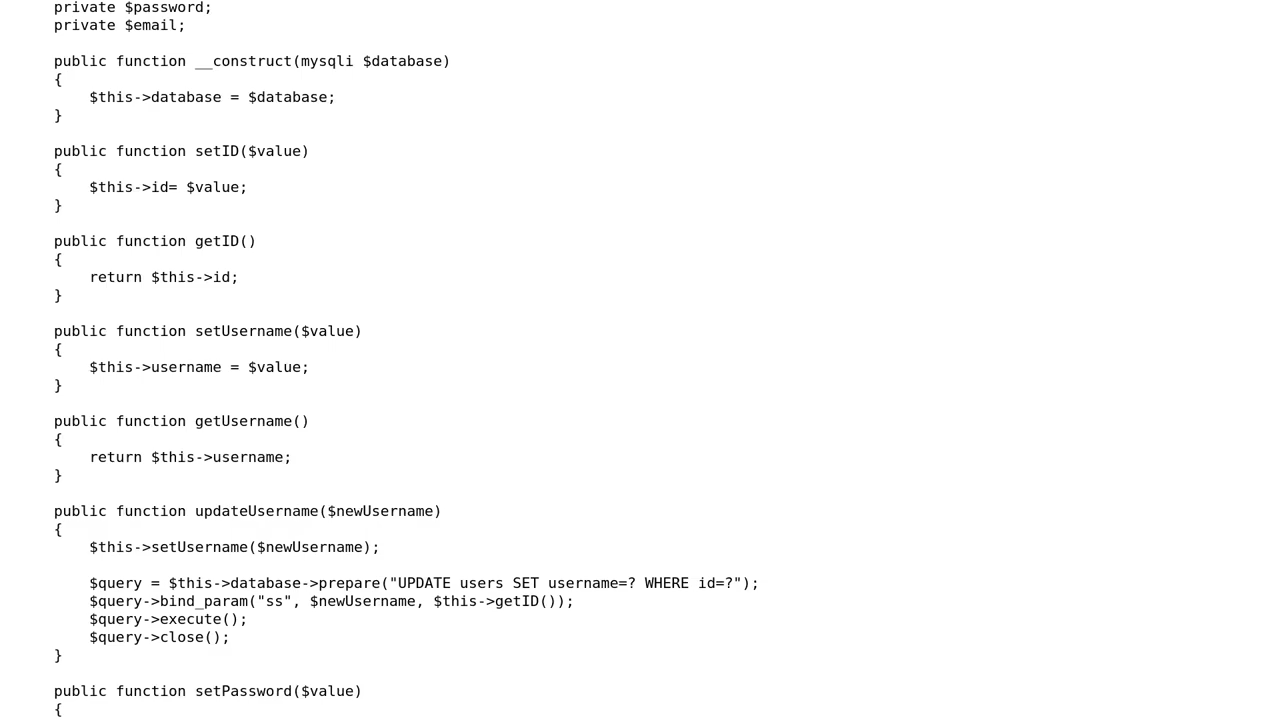 private $password;
private $email;

public function __construct(mysqli $database)
{
    $this->database = $database;
}

public function setID($value)
{
    $this->id= $value;
}

public function getID()
{
    return $this->id;
}

public function setUsername($value)
{
    $this->username = $value;
}

public function getUsername()
{
    return $this->username;
}

public function updateUsername($newUsername)
{
    $this->setUsername($newUsername);

    $query = $this->database->prepare("UPDATE users SET username=? WHERE id=?");
    $query->bind_param("ss", $newUsername, $this->getID());
    $query->execute();
    $query->close();
}

public function setPassword($value)
{